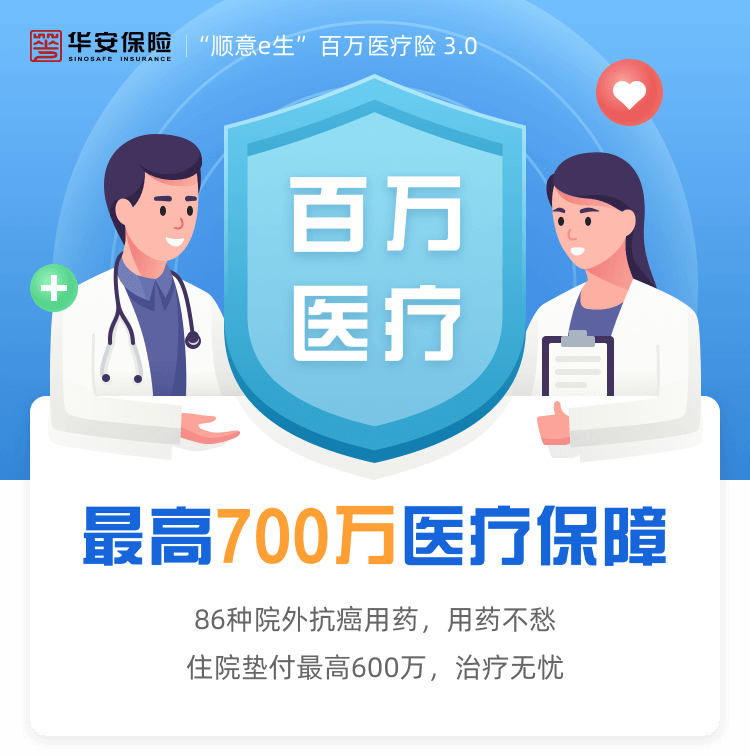 华安保险
SINOSAFE INSURANCE
“顺意e生”百万医疗险 3.0
百万
医疗
最高700万医疗保障
86种院外抗癌用药，用药不愁
住院垫付最高600万，治疗无忧